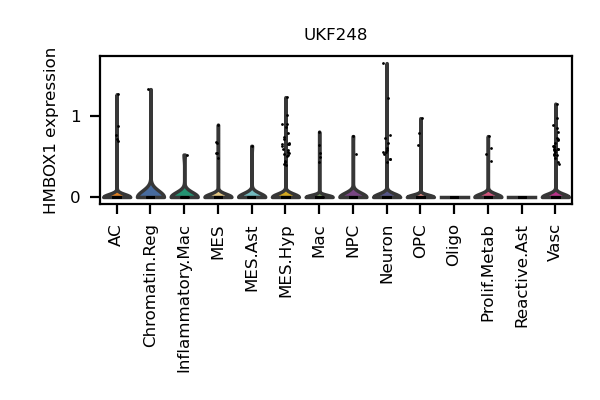 UKF248
HMBOX1 expression
1
0
AC
Chromatin.Reg
Inflammatory.Mac
MES
MES.Ast
MES.Hyp
Mac
NPC
Neuron
OPC
Oligo
Prolif.Metab
Reactive.Ast
Vasc